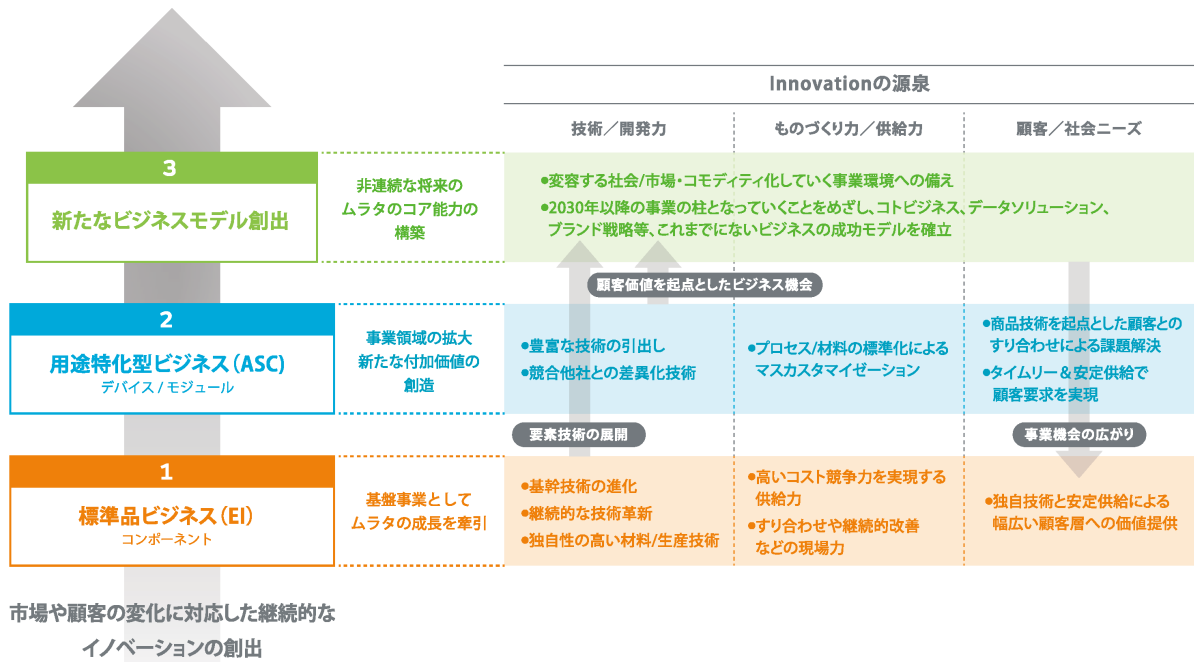 Innovationの源泉
技術／開発力
ものづくり力／供給力
顧客／社会ニーズ
3
新たなビジネスモデル創出
非連続な将来の
ムラタのコア能力の
構築
●変容する社会/市場・コモディティ化していく事業環境への備え
●2030年以降の事業の柱となっていくことをめざし、コトビジネス、データソリューション、
ブランド戦略等、これまでにないビジネスの成功モデルを確立
顧客価値を起点としたビジネス機会
2
用途特化型ビジネス（ASC）
デバイス / モジュール
事業領域の拡大
新たな付加価値の
創造
●豊富な技術の引出し
●競合他社との差異化技術
●プロセス/材料の標準化による
マスカスタマイゼーション
●商品技術を起点とした顧客との
すり合わせによる課題解決
●タイムリー＆安定供給で
顧客要求を実現
要素技術の展開
事業機会の広がり
1
標準品ビジネス（EI）
コンポーネント
基盤事業として
ムラタの成長を牽引
●基幹技術の進化
●継続的な技術革新
●独自性の高い材料/生産技術
●高いコスト競争力を実現する
供給力
●すり合わせや継続的改善
などの現場力
●独自技術と安定供給による
幅広い顧客層への価値提供
市場や顧客の変化に対応した継続的な
イノベーションの創出